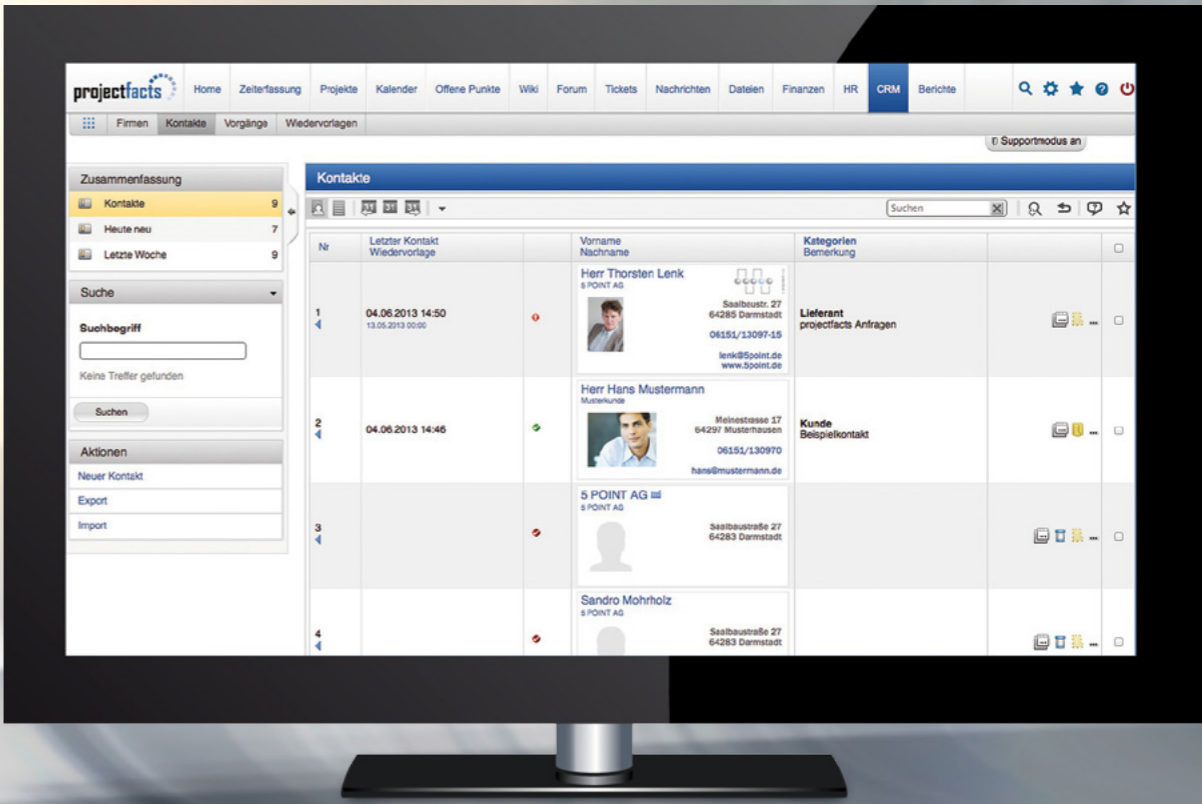 projectfacts
Home Zeiterfassung Projekte Kalender Offene Punkte Wiki Forum Tickets Nachrichten Dateien Finanzen HR CRM Berichte
Firmen Kontakte Vorgänge Wiedervorlagen
Supportmodus an
Zusammenfassung
Kontakte 9
Heute neu 7
Letzte Woche 9
Suche
Suchbegriff
Keine Treffer gefunden
Suchen
Aktionen
Neuer Kontakt
Export
Import
Kontakte
Suchen
Nr
Letzter Kontakt
Wiedervorlage
Vorname
Nachname
Kategorien
Bemerkung
1
04.06.2013 14:50
13.05.2013 00:00
Herr Thorsten Lenk
5 POINT AG
Saalbaustr. 27
64285 Darmstadt
06151/13097-15
lenk@5point.de
www.5point.de
Lieferant
projectfacts Anfragen
2
04.06.2013 14:46
Herr Hans Mustermann
Musterkunde
Meinestrasse 17
64297 Musterhausen
06151/130970
hans@mustermann.de
Kunde
Beispielkontakt
3
5 POINT AG
5 POINT AG
Saalbaustraße 27
64283 Darmstadt
4
Sandro Mohrholz
5 POINT AG
Saalbaustraße 27
64283 Darmstadt